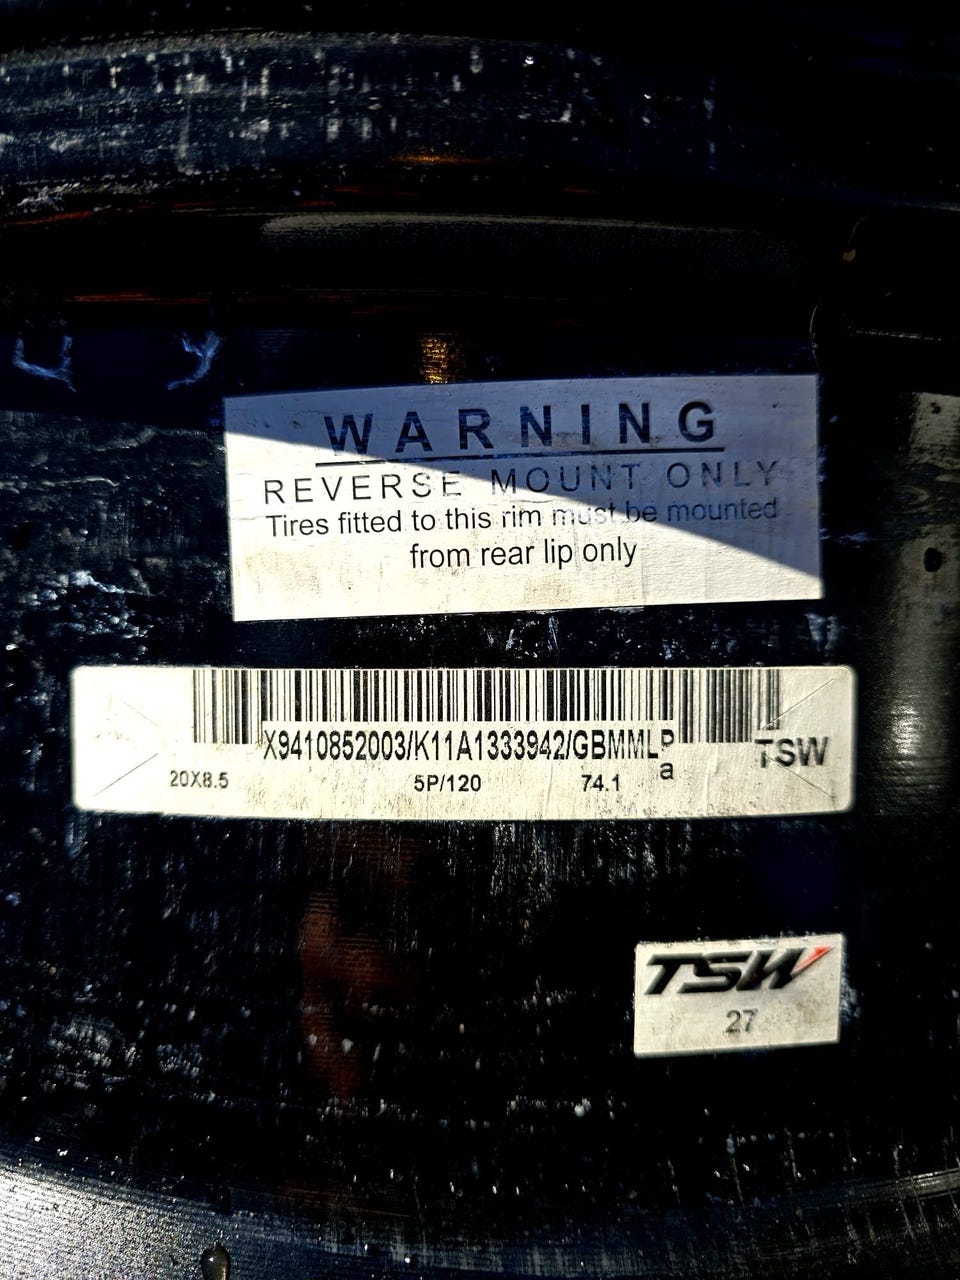 WARNING
REVERSE MOUNT ONLY
Tires fitted to this rim must be mounted
from rear lip only
X9410852003/K11A1333942/GBMMLP
a
TSW
20X8.5 5P/120 74.1
TSW
27